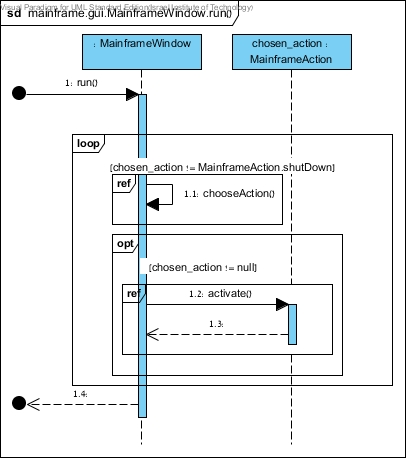 Visual Paradigm for UML Standard Edition(Israel Institute of Technology)
sd mainframe.gui.MainframeWindow.run()
: MainframeWindow
chosen_action :
MainframeAction
1: run()
loop
[chosen_action != MainframeAction.shutDown]
ref
1.1: chooseAction()
opt
[chosen_action != null]
ref
1.2: activate()
1.3:
1.4: